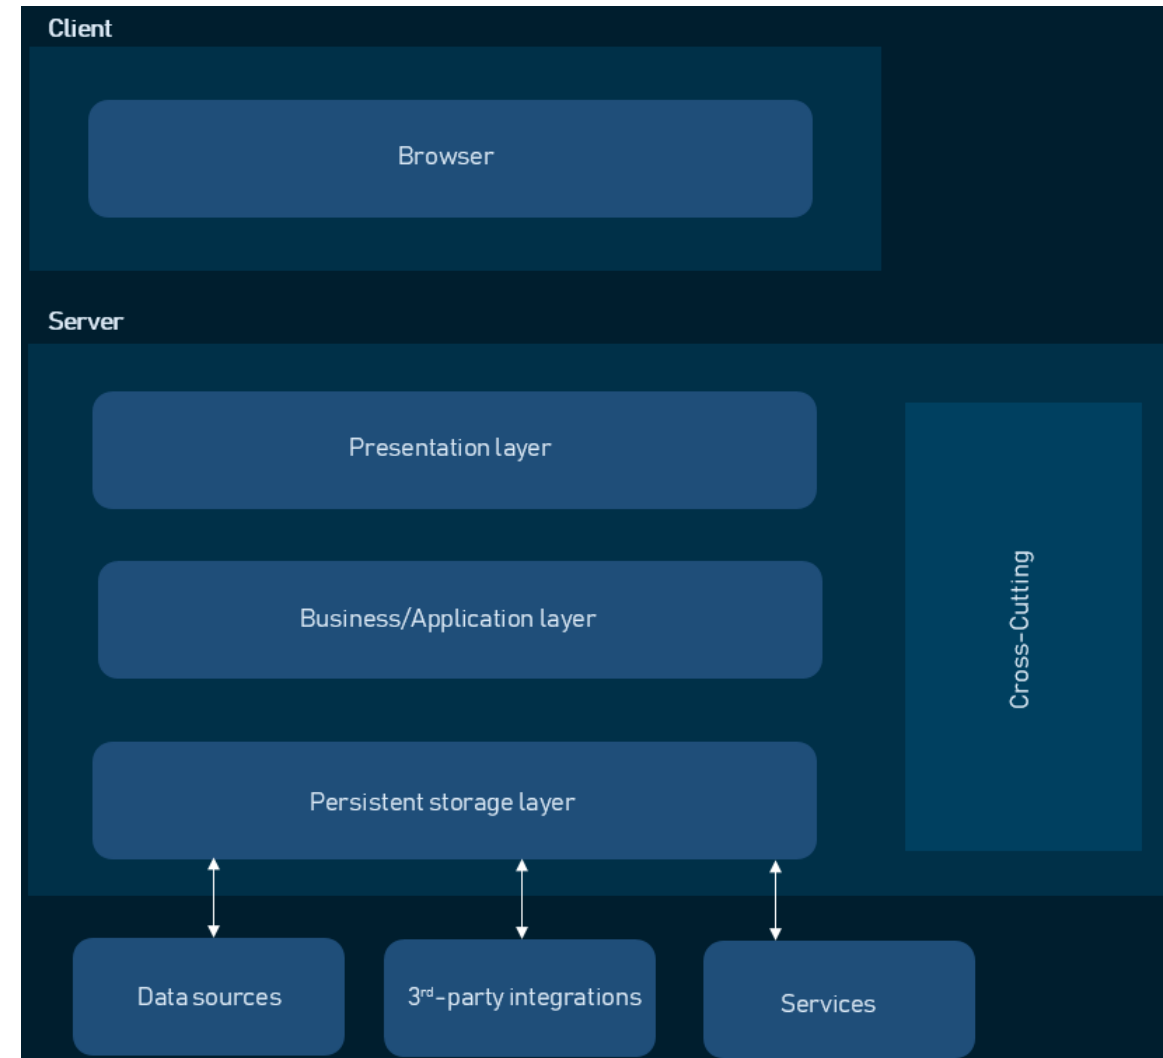 Client
Browser
Server
Presentation layer
Business/Application layer
Cross-Cutting
Persistent storage layer
Data sources
3rd-party integrations
Services